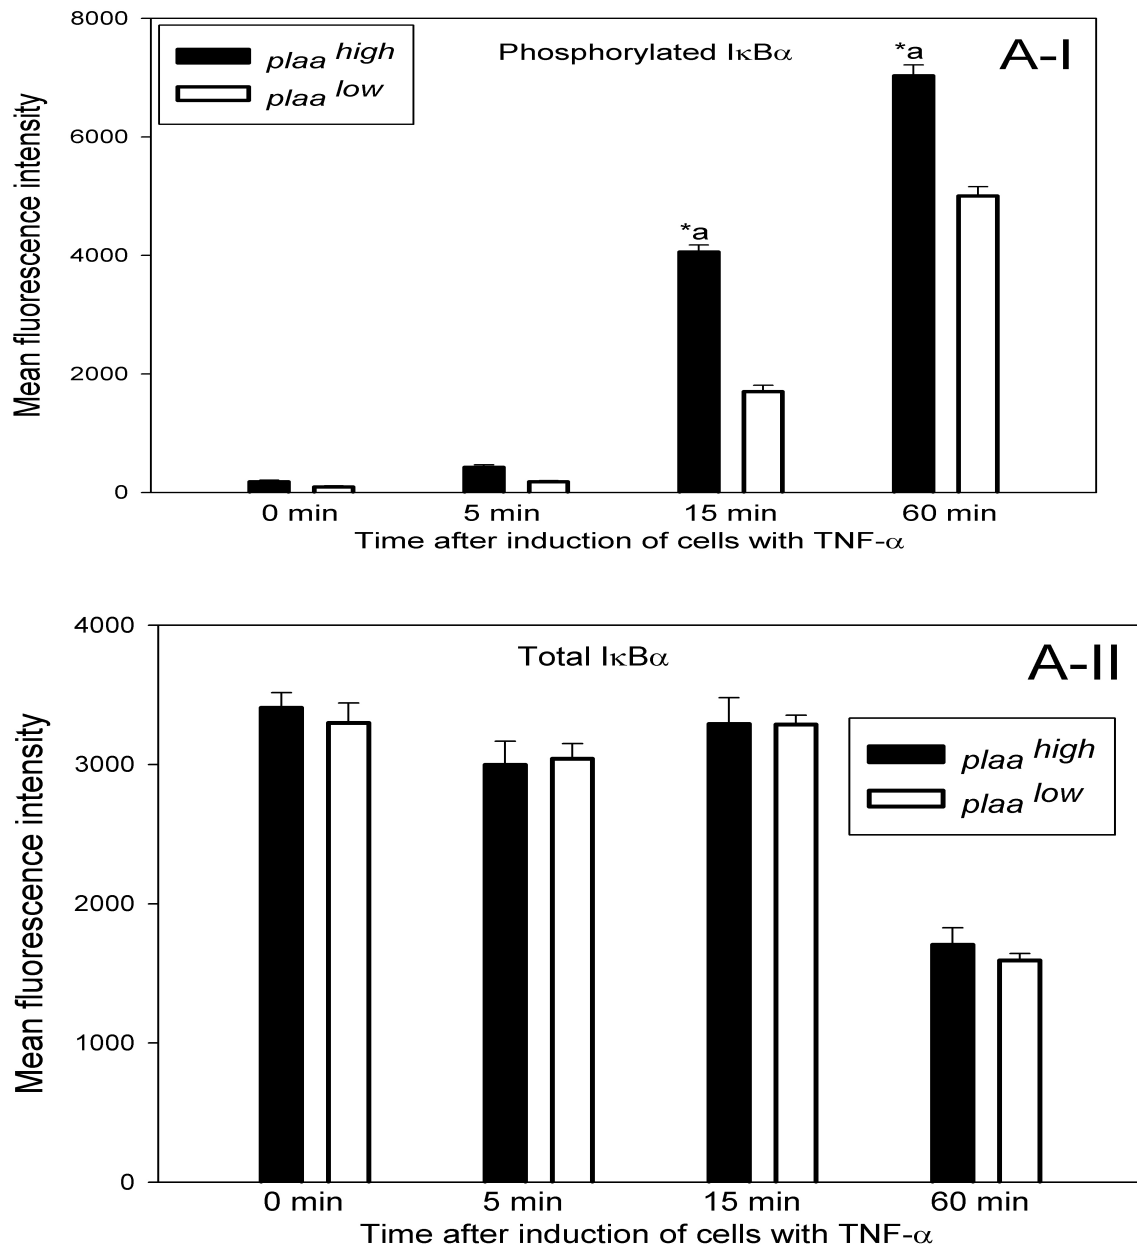 8000
plaa high
plaa low
Phosphorylated IκBα
A-I
*a
*a
6000
4000
2000
0
Mean fluorescence intensity
0 min 5 min 15 min 60 min
Time after induction of cells with TNF-α
4000
Total IκBα
A-II
plaa high
plaa low
3000
2000
1000
0
Mean fluorescence intensity
0 min 5 min 15 min 60 min
Time after induction of cells with TNF-α